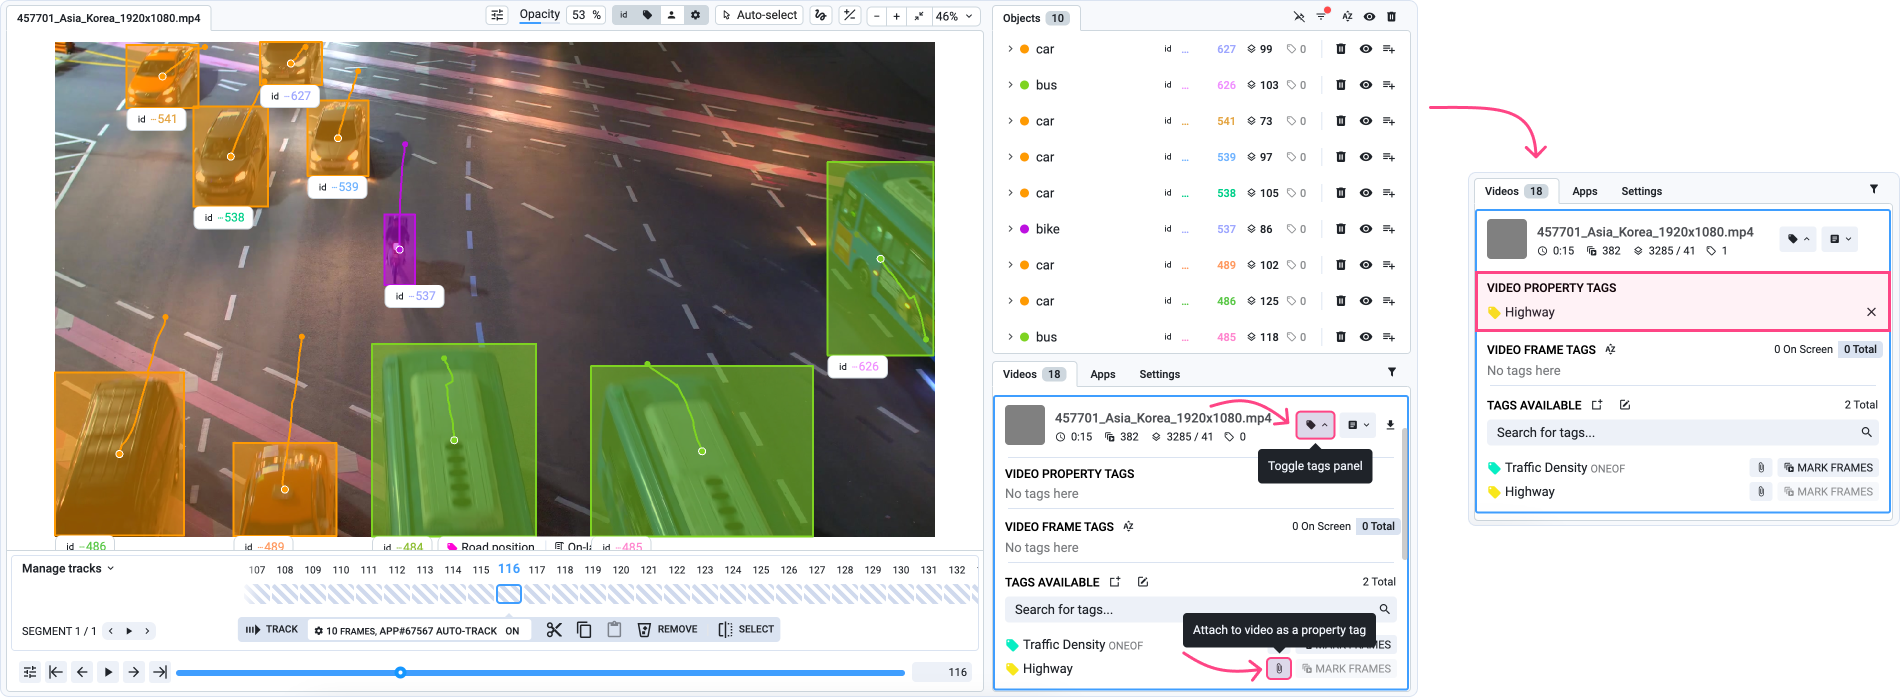 457701_Asia_Korea_1920x1080.mp4
Opacity 53 % id Auto-select 46%
id ···627
id ···541
id ···539
id ···538
id ···537
id ···626
id ···486
id ···489
id ···484
Road position
id ···485
Manage tracks
107 108 109 110 111 112 113 114 115 116 117 118 119 120 121 122 123 124 125 126 127 128 129 130 131 132
SEGMENT 1 / 1
TRACK 10 FRAMES, APP#67567 AUTO-TRACK ON REMOVE SELECT
116
Objects 10
car id ... 627 99 0
bus id ... 626 103 0
car id ... 541 73 0
car id ... 539 97 0
car id ... 538 105 0
bike id ... 537 86 0
car id ... 489 102 0
car id ... 486 125 0
bus id ... 485 118 0
Videos 18 Apps Settings
457701_Asia_Korea_1920x1080.mp4
0:15 382 3285 / 41 0
Toggle tags panel
VIDEO PROPERTY TAGS
No tags here
VIDEO FRAME TAGS 0 On Screen 0 Total
No tags here
TAGS AVAILABLE 2 Total
Search for tags...
Attach to video as a property tag
Traffic Density ONEOF MARK FRAMES
Highway MARK FRAMES
Videos 18 Apps Settings
457701_Asia_Korea_1920x1080.mp4
0:15 382 3285 / 41 1
VIDEO PROPERTY TAGS
Highway
VIDEO FRAME TAGS 0 On Screen 0 Total
No tags here
TAGS AVAILABLE 2 Total
Search for tags...
Traffic Density ONEOF MARK FRAMES
Highway MARK FRAMES